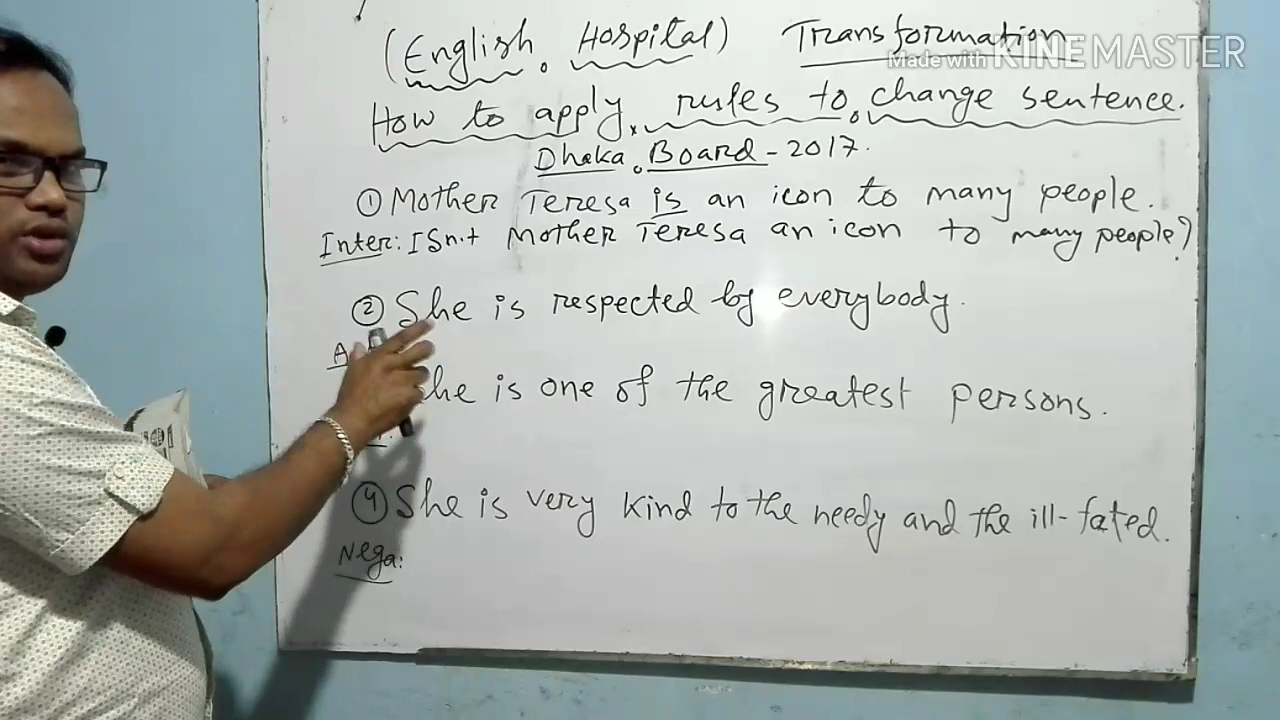 (English Hospital) Transformation
Made with KINEMASTER
How to apply rules to change sentence.
Dhaka Board - 2017.
① Mother Teresa is an icon to many people.
Inter: ISn't Mother Teresa an icon to many people?
② She is respected by everybody.
A
She is one of the greatest persons.
④ She is very kind to the needy and the ill-fated.
Nega: